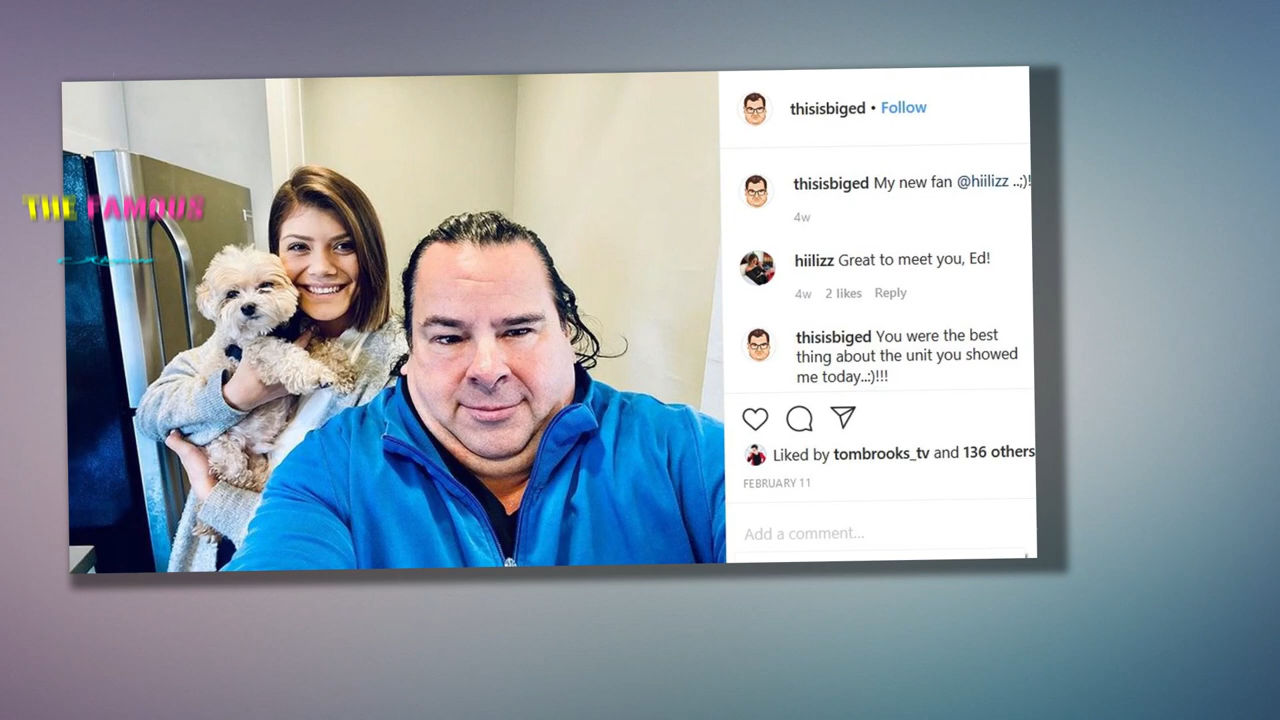 THE FAMOUS
thisisbiged • Follow
thisisbiged My new fan @hiilizz ..;)!
4w
hiilizz Great to meet you, Ed!
4w 2 likes Reply
thisisbiged You were the best
thing about the unit you showed
me today..:)!!!
Liked by tombrooks_tv and 136 others
FEBRUARY 11
Add a comment...